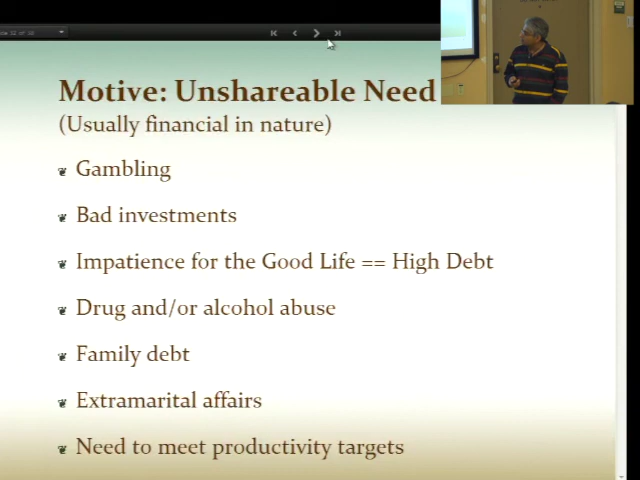 Motive: Unshareable Need
(Usually financial in nature)
Gambling
Bad investments
Impatience for the Good Life == High Debt
Drug and/or alcohol abuse
Family debt
Extramarital affairs
Need to meet productivity targets